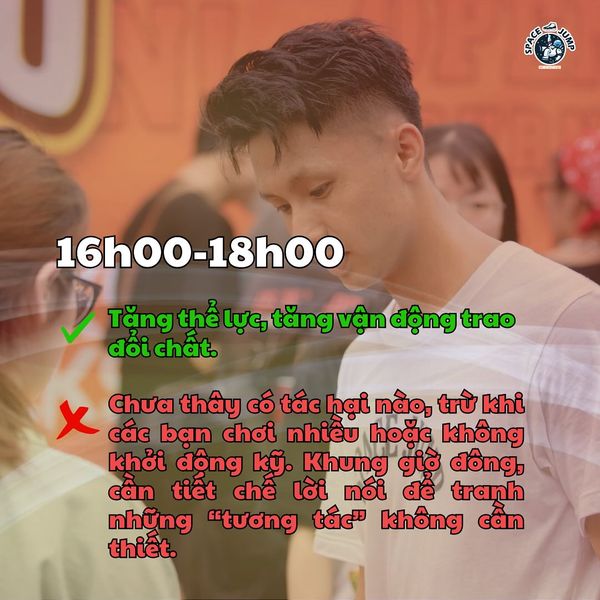 SPACE JUMP
16h00-18h00
Tăng thể lực, tăng vận động trao
đổi chất.
Chưa thây có tác hại nào, trừ khi
các bạn chơi nhiều hoặc không
khởi động kỹ. Khung giờ đông,
cần tiết chế lời nói để tranh
những “tương tác” không cần
thiết.